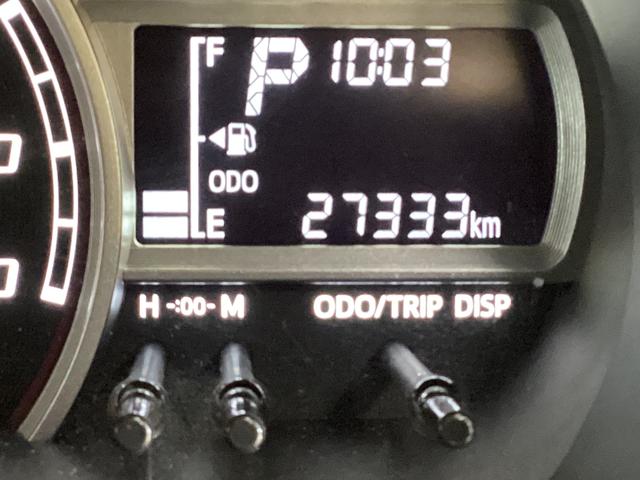 F P 10:03
ODO
E 27333km
H -:00- M ODO/TRIP DISP